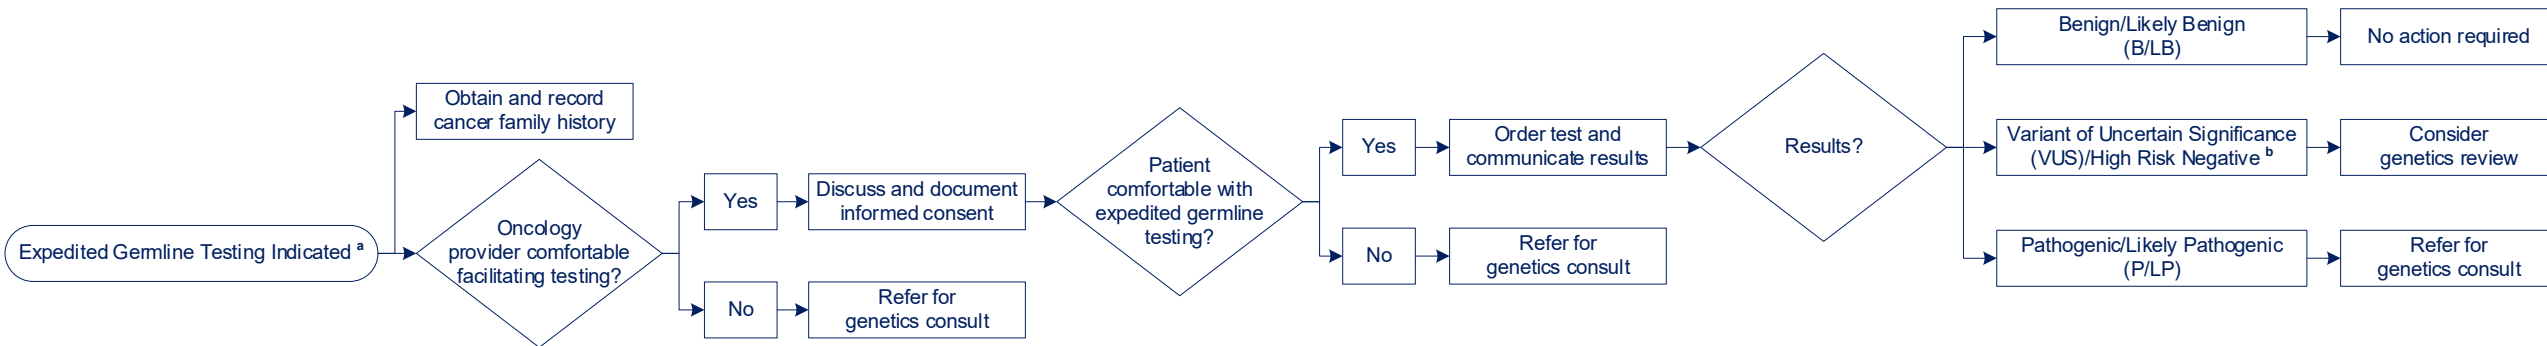 Expedited Germline Testing Indicated a
Obtain and record
cancer family history
Oncology
provider comfortable
facilitating testing?
Yes
Discuss and document
informed consent
No
Refer for
genetics consult
Patient
comfortable with
expedited germline
testing?
Yes
Order test and
communicate results
No
Refer for
genetics consult
Results?
Benign/Likely Benign
(B/LB)
No action required
Variant of Uncertain Significance
(VUS)/High Risk Negative b
Consider
genetics review
Pathogenic/Likely Pathogenic
(P/LP)
Refer for
genetics consult